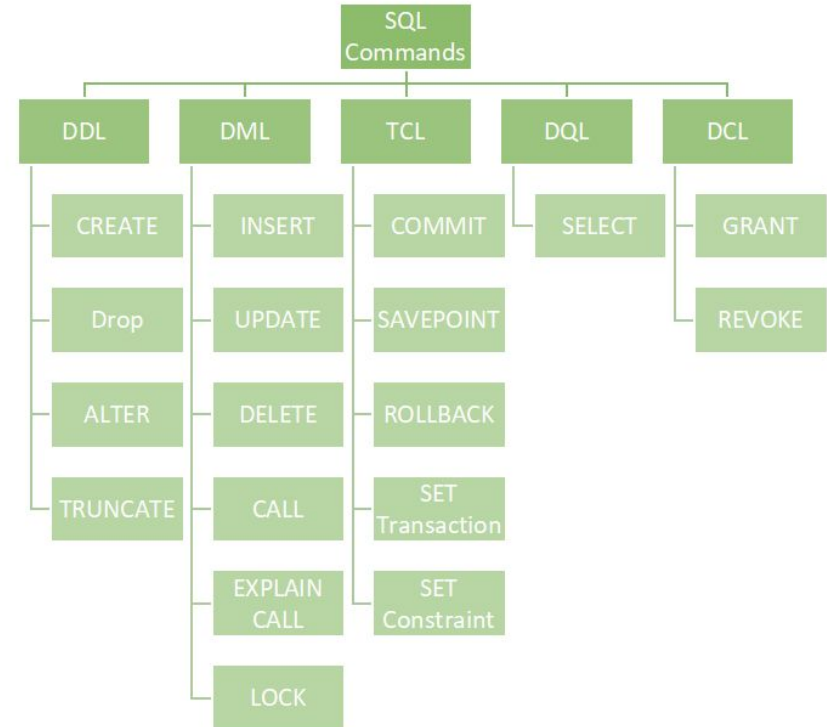 SQL
Commands
DDL
DML
TCL
DQL
DCL
CREATE
INSERT
COMMIT
SELECT
GRANT
Drop
UPDATE
SAVEPOINT
REVOKE
ALTER
DELETE
ROLLBACK
TRUNCATE
CALL
SET
Transaction
EXPLAIN
CALL
SET
Constraint
LOCK